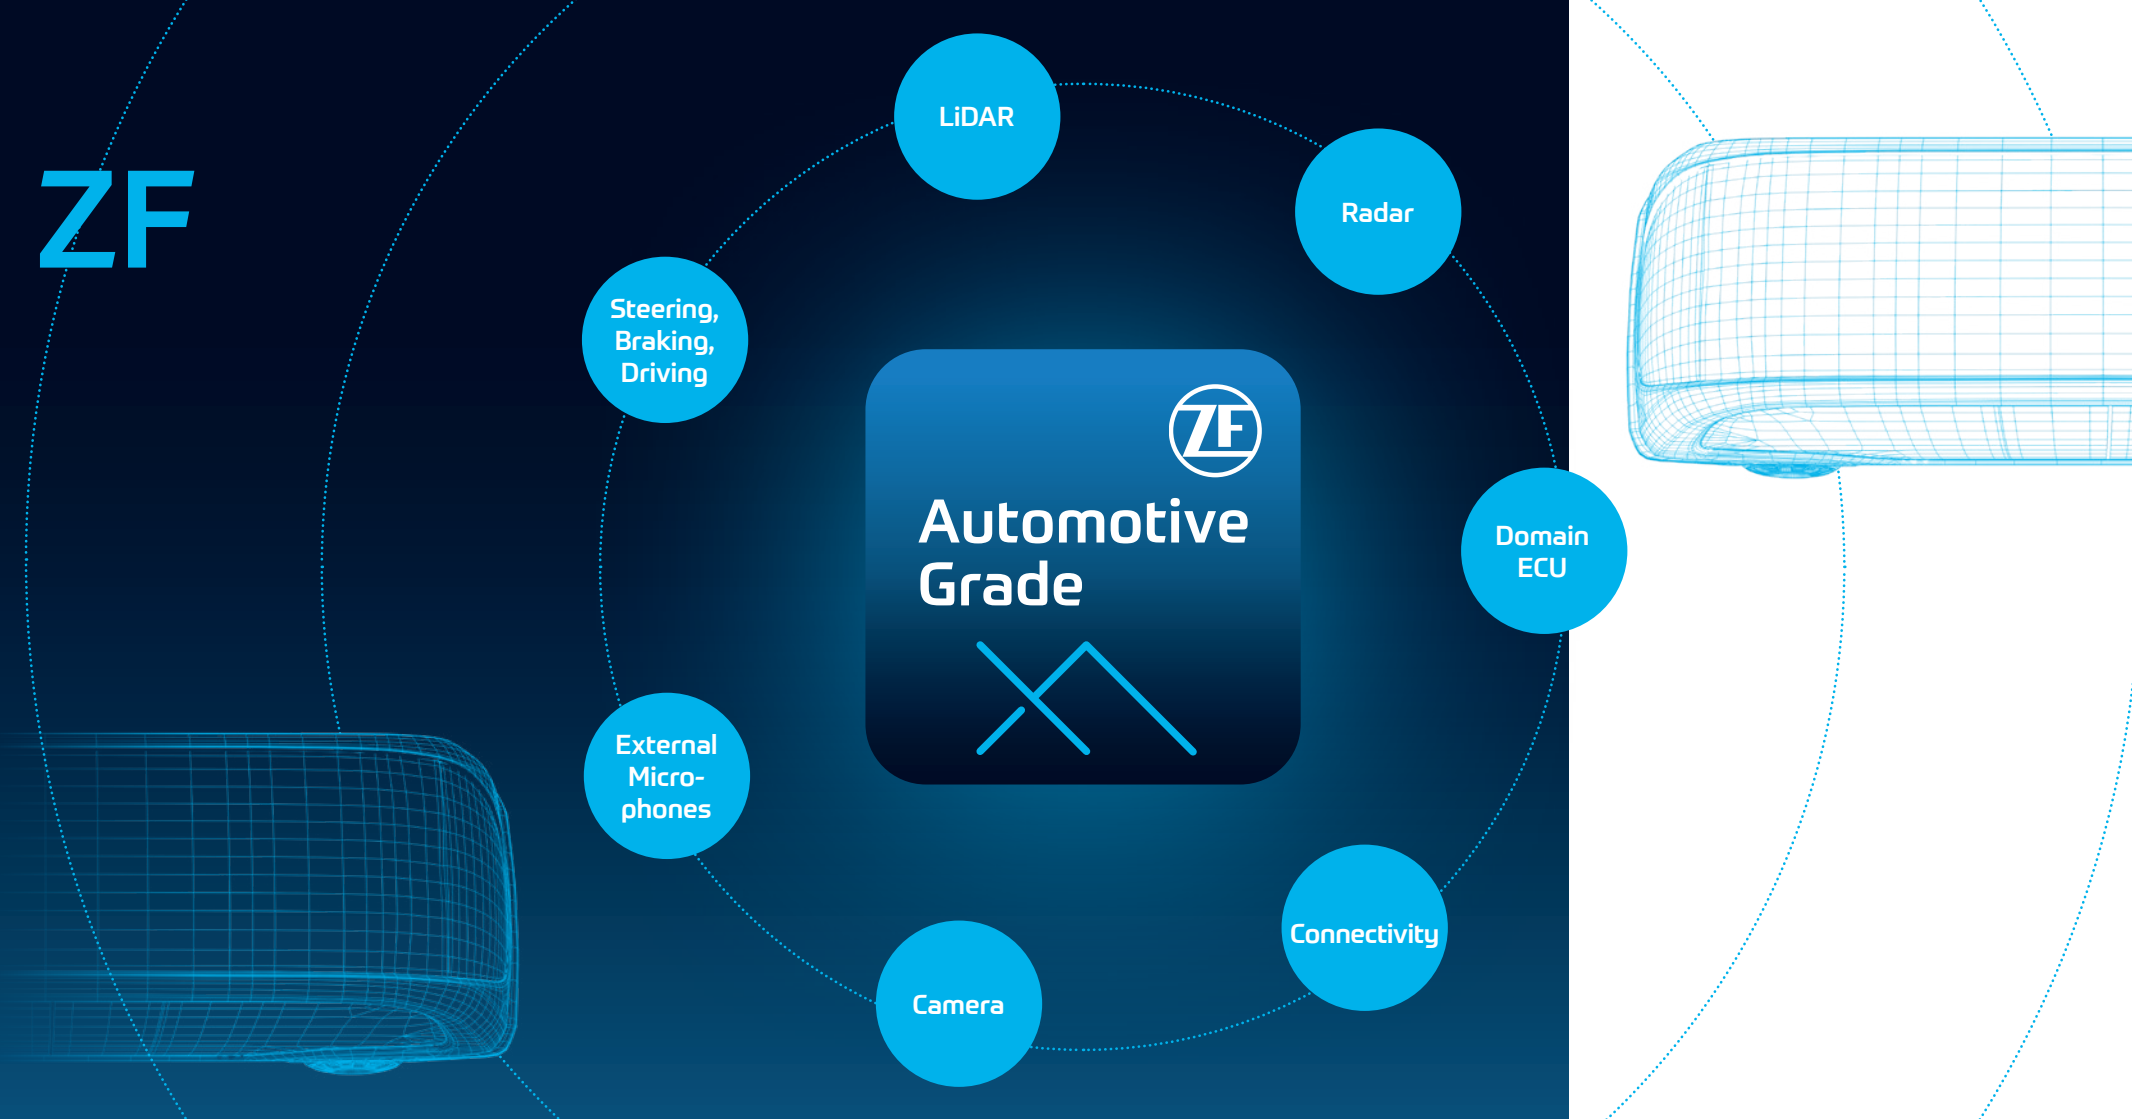 ZF
LiDAR
Radar
Steering,
Braking,
Driving
ZF
Automotive
Grade
Domain
ECU
External
Micro-
phones
Connectivity
Camera